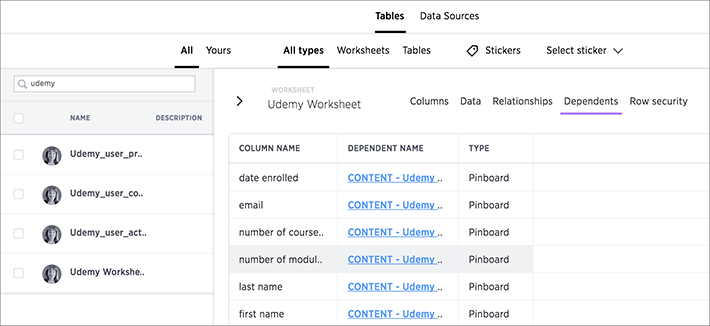 Tables Data Sources
All Yours All types Worksheets Tables Stickers Select sticker
udemy
NAME DESCRIPTION
Udemy_user_pr..
Udemy_user_co..
Udemy_user_act..
Udemy Workshe..
WORKSHEET
Udemy Worksheet
Columns Data Relationships Dependents Row security
COLUMN NAME DEPENDENT NAME TYPE
date enrolled CONTENT - Udemy .. Pinboard
email CONTENT - Udemy .. Pinboard
number of course.. CONTENT - Udemy .. Pinboard
number of modul.. CONTENT - Udemy .. Pinboard
last name CONTENT - Udemy .. Pinboard
first name CONTENT - Udemy .. Pinboard